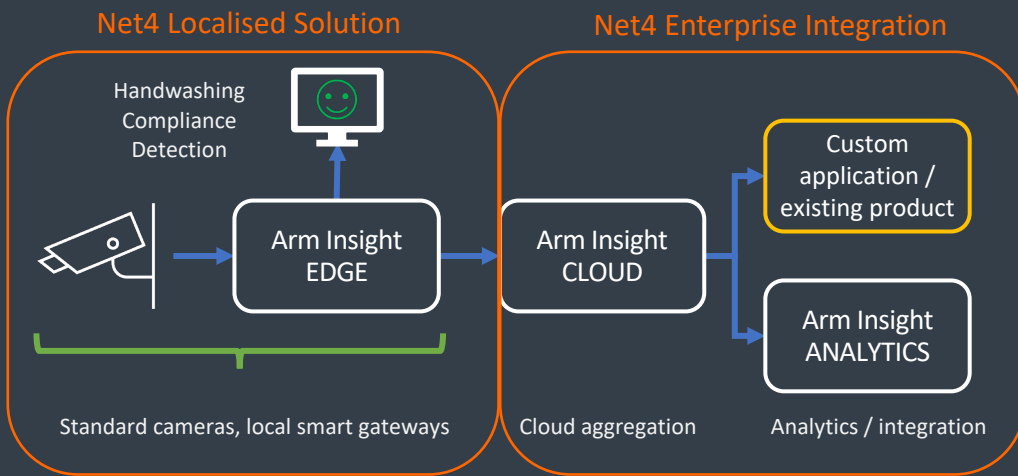 Net4 Localised Solution
Net4 Enterprise Integration
Handwashing
Compliance
Detection
Arm Insight
EDGE
Arm Insight
CLOUD
Custom
application /
existing product
Arm Insight
ANALYTICS
Standard cameras, local smart gateways
Cloud aggregation
Analytics / integration